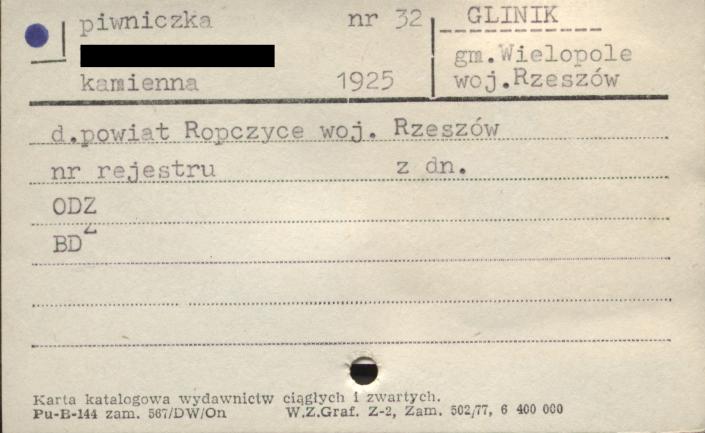 piwniczka nr 32 GLINIK
gm.Wielopole
kamienna 1925 woj.Rzeszów
d.powiat Ropczyce woj. Rzeszów
nr rejestru z dn.
ODZ
BDZ
Karta katalogowa wydawnictw ciągłych i zwartych.
Pu-B-144 zam. 567/DW/On W.Z.Graf. Z-2, Zam. 502/77, 6 400 000